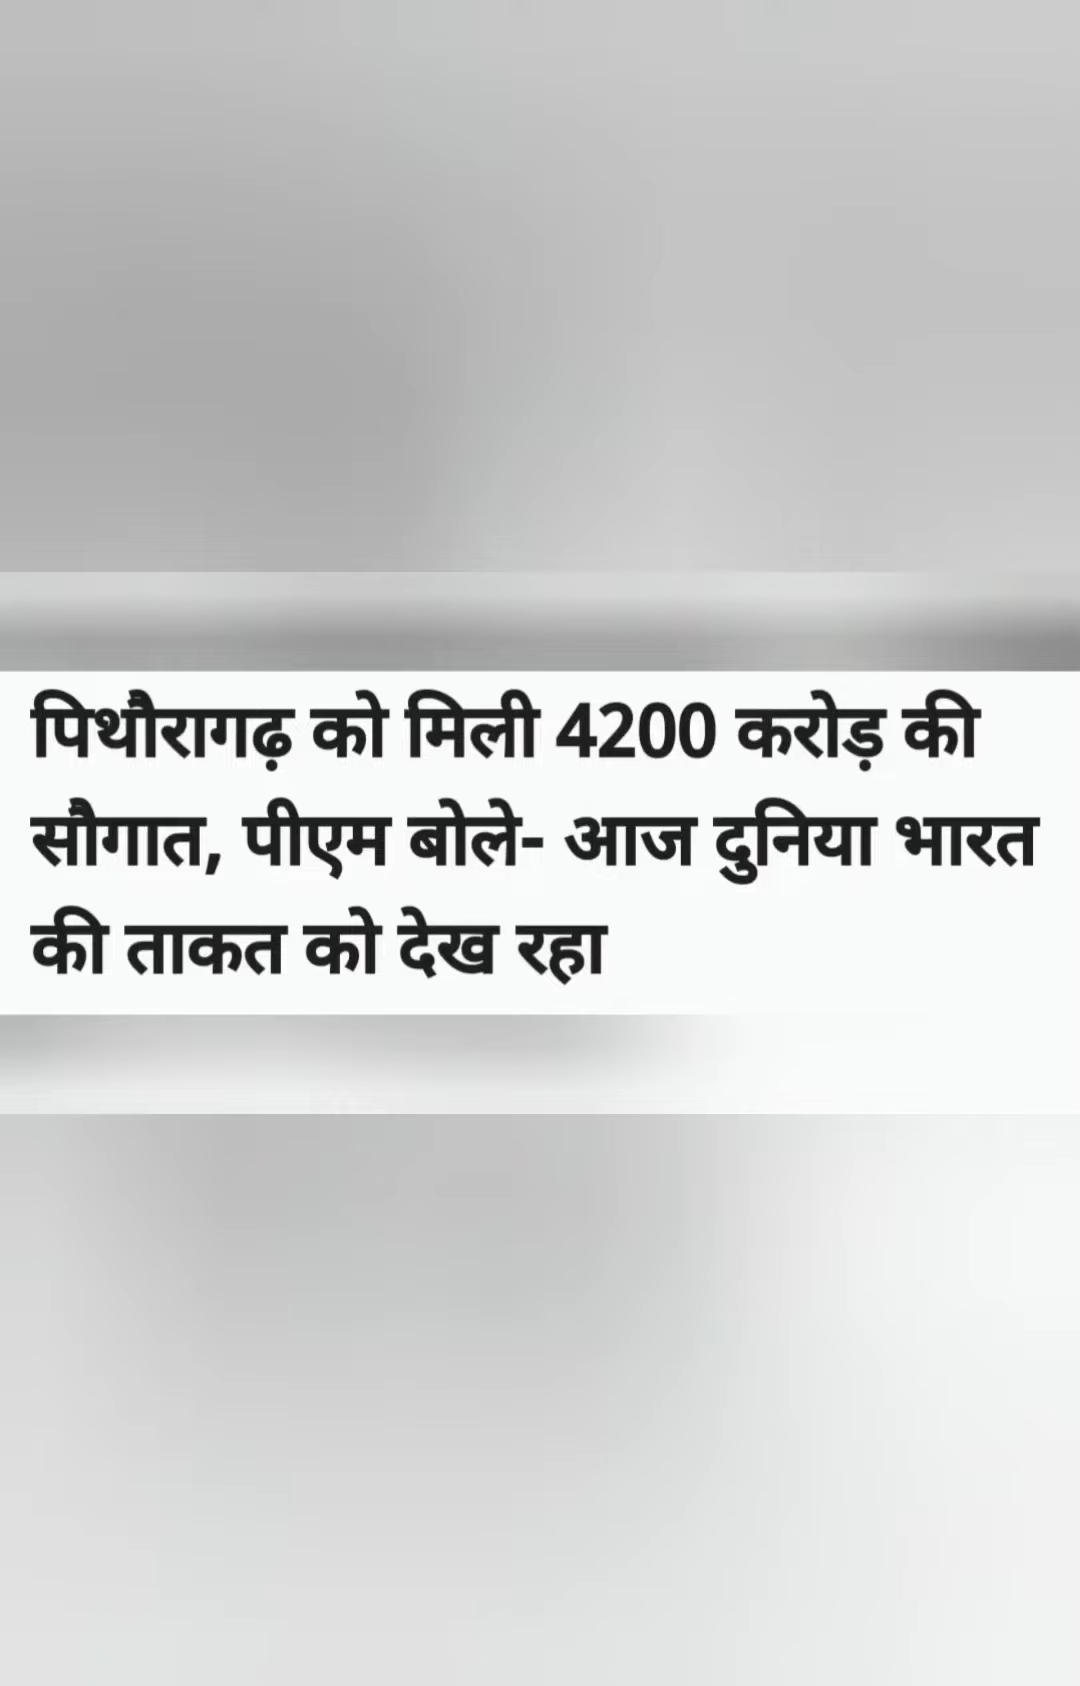 पिथौरागढ़ को मिली 4200 करोड़ की
सौगात, पीएम बोले- आज दुनिया भारत
की ताकत को देख रहा